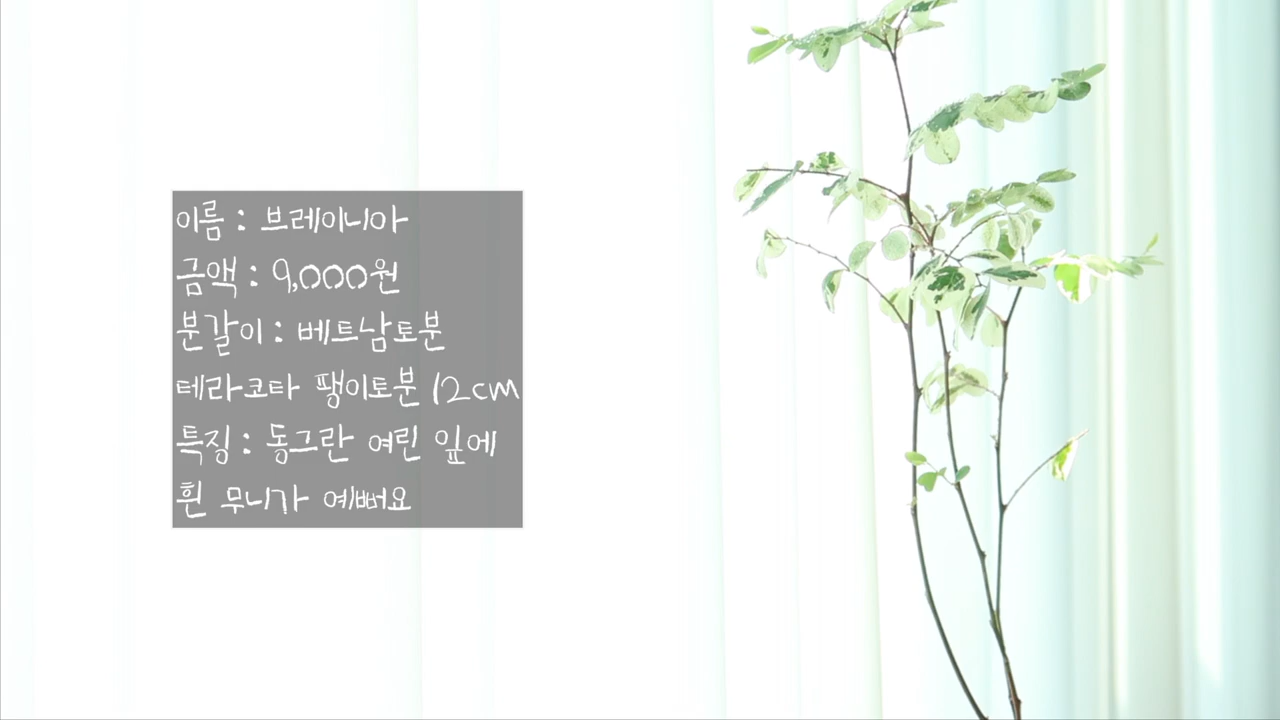 이름 : 브레이니아
금액 : 9,000원
분갈이 : 베트남토분
테라코타 팽이토분 12cm
특징 : 동그란 여린 잎에
흰 무늬가 예뻐요